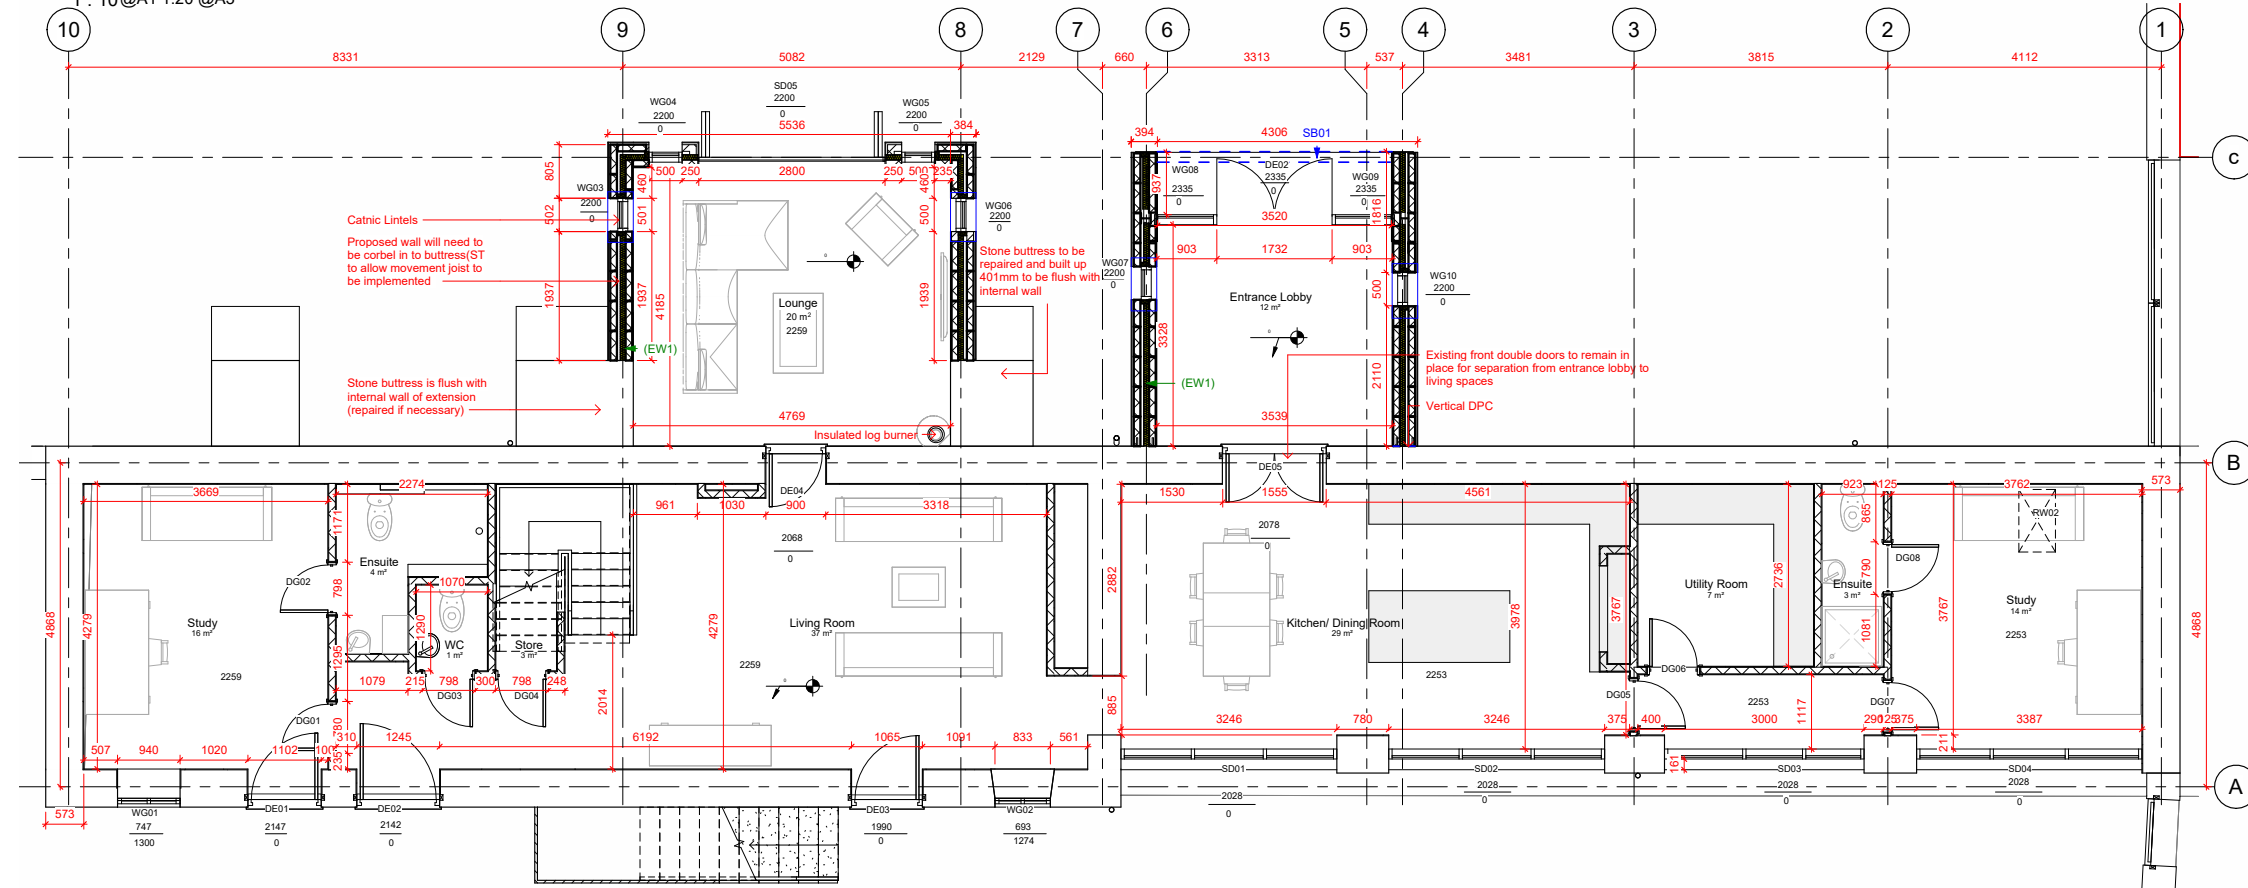 1 : 10 @A1 1:20 @A3
10 9 8 7 6 5 4 3 2 1
8331 5082 2129 660 3313 537 3481 3815 4112
SD05
2200
0
WG04
2200
0
WG05
2200
0
5536 384
394 4306 SB01
C
805
500 250 2800 250 500 235
460
460
WG03
2200
0
502
501
500
WG06
2200
0
Catnic Lintels
Proposed wall will need to
be corbel in to buttress(ST
to allow movement joist to
be implemented
1937
1937
4185
1939
Lounge
20 m²
2259
(EW1)
Stone buttress to be
repaired and built up
401mm to be flush with
internal wall
Stone buttress is flush with
internal wall of extension
(repaired if necessary)
4769
Insulated log burner
WG08
2335
0
DE02
2335
0
WG09
2335
0
937
1816
3520
903 1732 903
WG07
2200
0
WG10
2200
0
500
Entrance Lobby
12 m²
3328
2110
(EW1)
3539
Existing front double doors to remain in
place for separation from entrance lobby to
living spaces
Vertical DPC
B
3669 2274
DE04
DE05
961 1030 900 3318
1530 1555 4561
923 125 3762 573
1171
865
RW02
2068
0
2078
0
Ensuite
4 m²
DG02
798
1070
1290
4868
4279
Study
16 m²
2259
WC
1 m²
Store
3 m²
4279
Living Room
37 m²
2259
2882
Kitchen/ Dining Room
29 m²
2253
3978
3767
Utility Room
7 m²
2736
Ensuite
3 m²
790
DG08
1081
3767
Study
14 m²
2253
4868
1295
1079 215 798 300 798 248
DG03 DG04
2014
885
DG06
DG05
2253
1117
DG07
DG01
780
310 1245 6192 1065 1091 833 561
3246 780 3246 375 400 3000 290 125 375 3387
507 940 1020 1102 100
235
211
161
SD01 SD02 SD03 SD04
2028
0
2028
0
2028
0
2028
0
A
573
WG01
747
1300
DE01
2147
0
DE02
2142
0
DE03
1990
0
WG02
693
1274